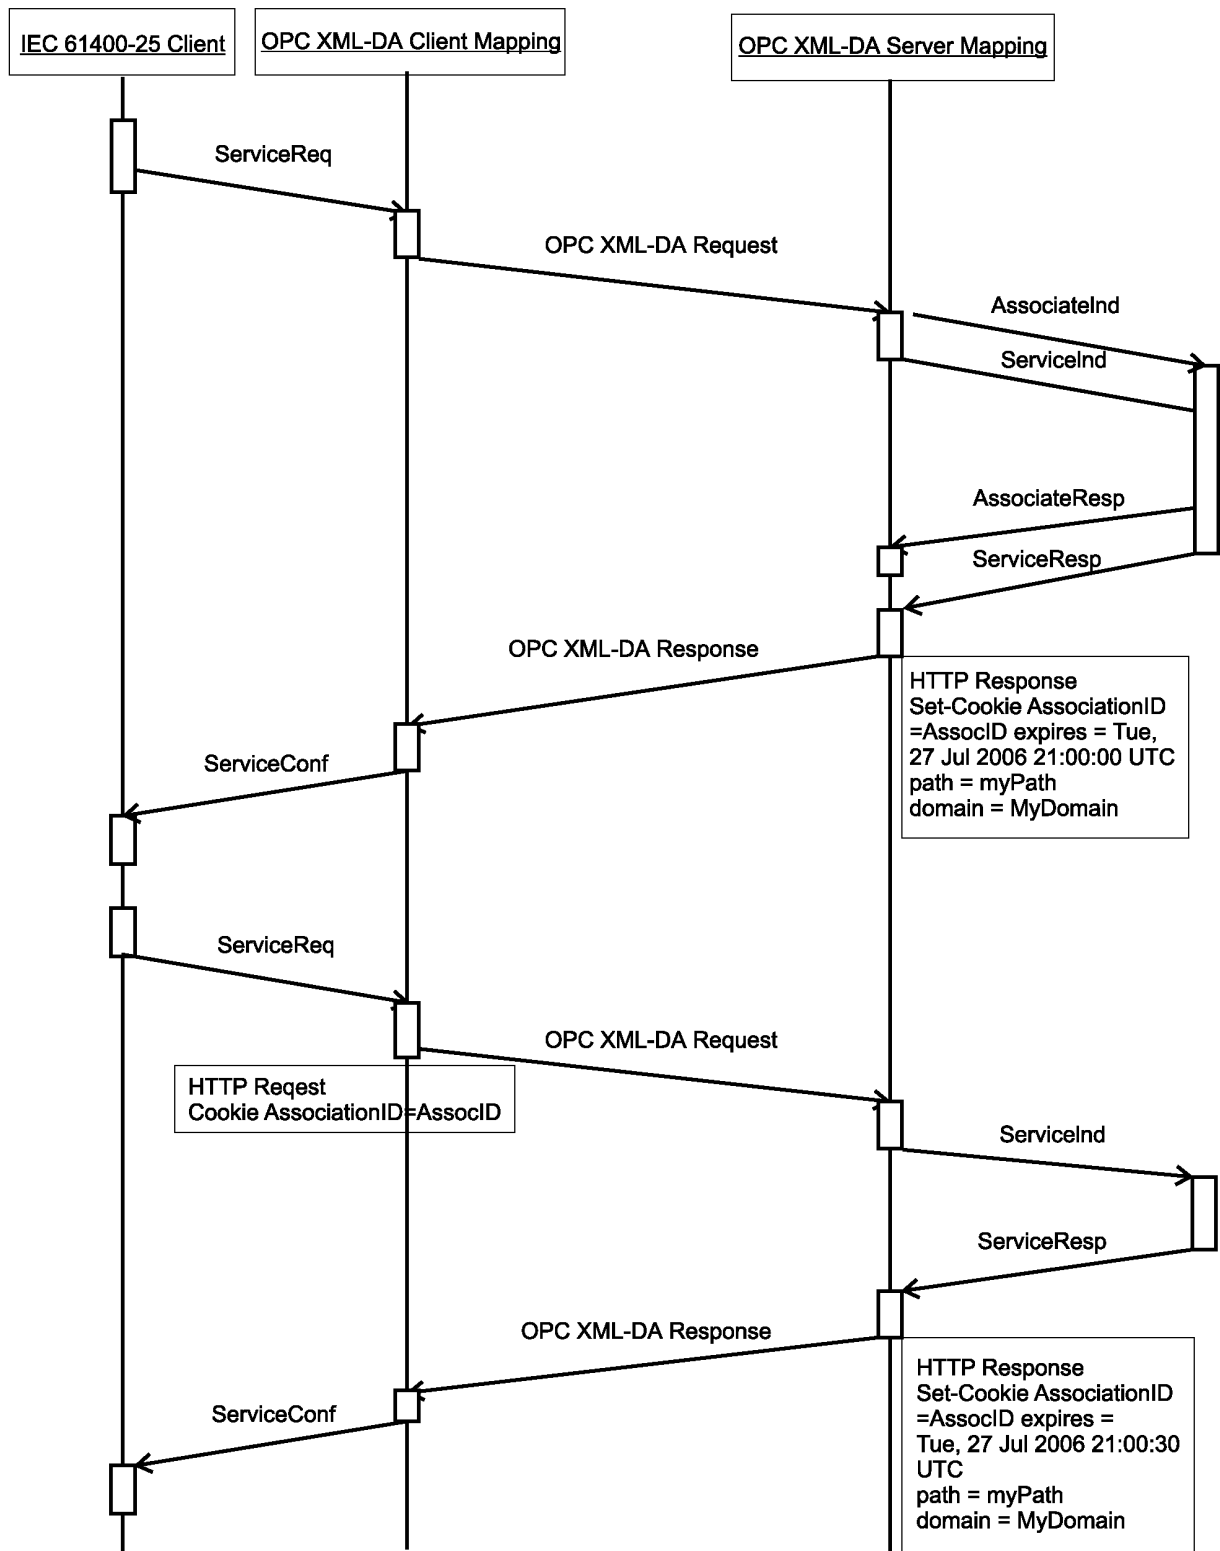 IEC 61400-25 Client
OPC XML-DA Client Mapping
OPC XML-DA Server Mapping
ServiceReq
OPC XML-DA Request
AssociateInd
ServiceInd
AssociateResp
ServiceResp
OPC XML-DA Response
HTTP Response
Set-Cookie AssociationID
=AssocID expires = Tue,
27 Jul 2006 21:00:00 UTC
path = myPath
domain = MyDomain
ServiceConf
ServiceReq
OPC XML-DA Request
HTTP Reqest
Cookie AssociationID=AssocID
ServiceInd
ServiceResp
OPC XML-DA Response
HTTP Response
Set-Cookie AssociationID
=AssocID expires =
Tue, 27 Jul 2006 21:00:30
UTC
path = myPath
domain = MyDomain
ServiceConf